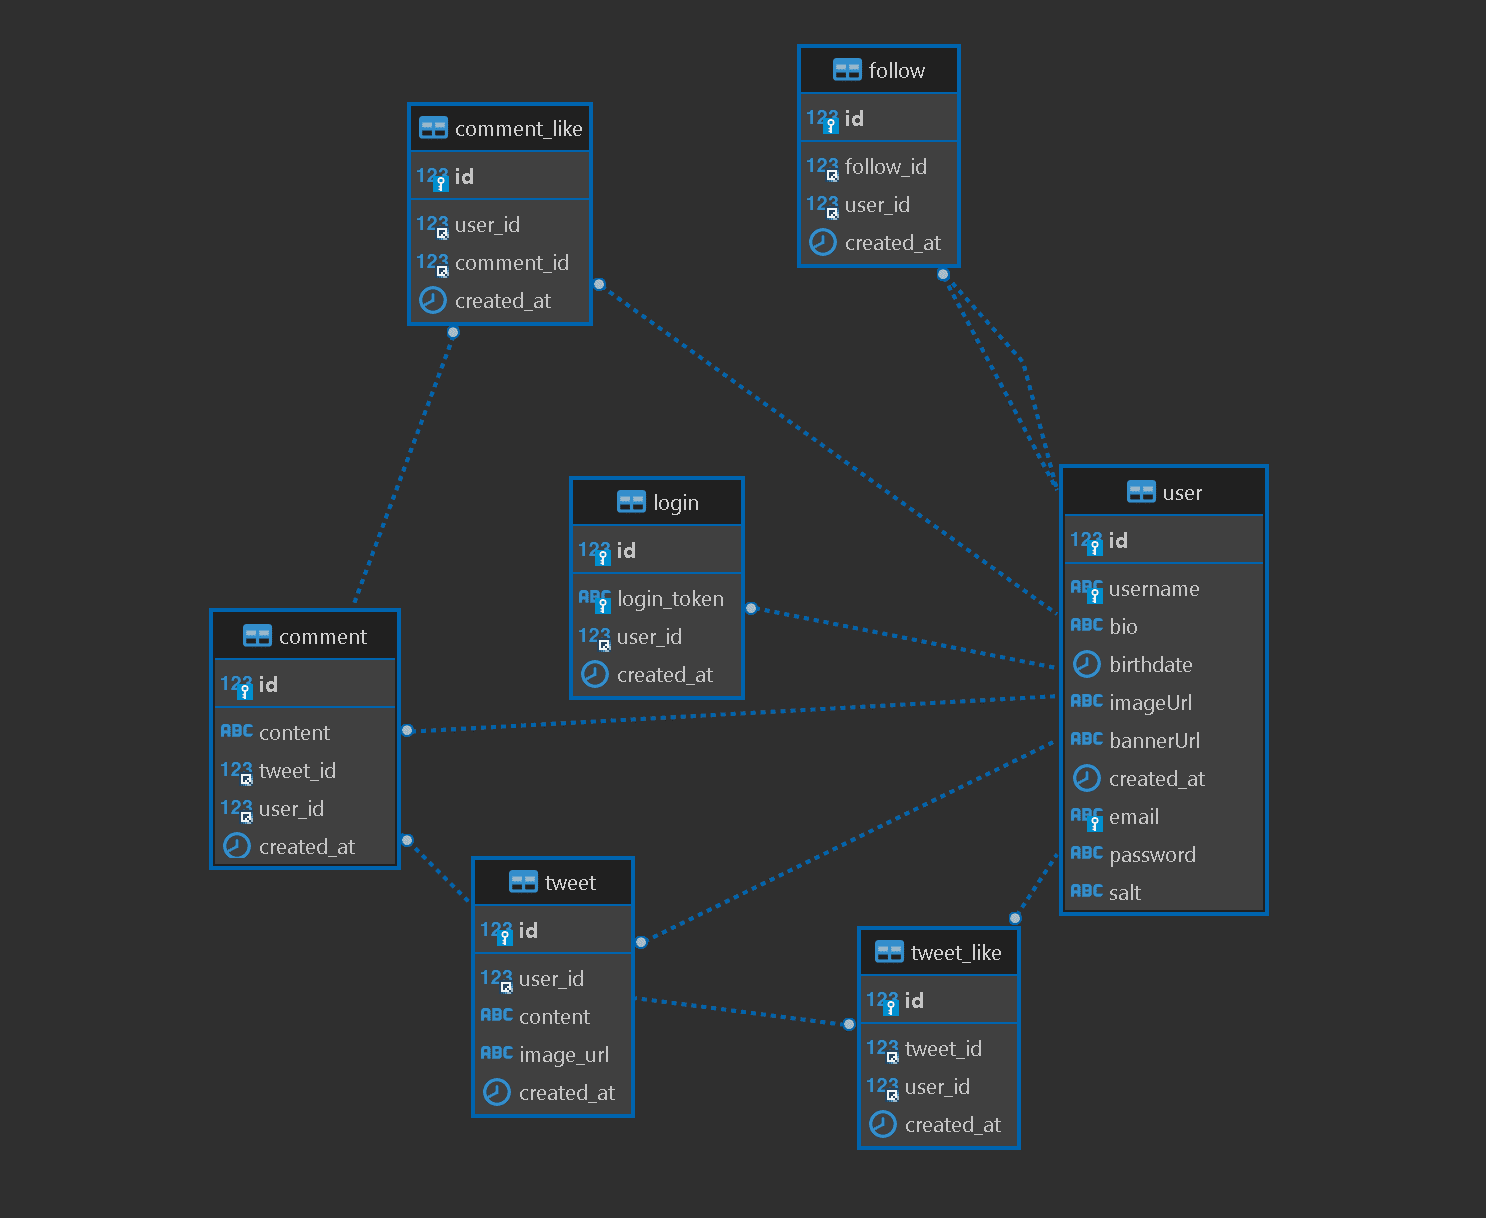 follow
123 id
123 follow_id
123 user_id
created_at
comment_like
123 id
123 user_id
123 comment_id
created_at
login
123 id
ABC login_token
123 user_id
created_at
user
123 id
ABC username
ABC bio
birthdate
ABC imageUrl
ABC bannerUrl
created_at
ABC email
ABC password
ABC salt
comment
123 id
ABC content
123 tweet_id
123 user_id
created_at
tweet
123 id
123 user_id
ABC content
ABC image_url
created_at
tweet_like
123 id
123 tweet_id
123 user_id
created_at